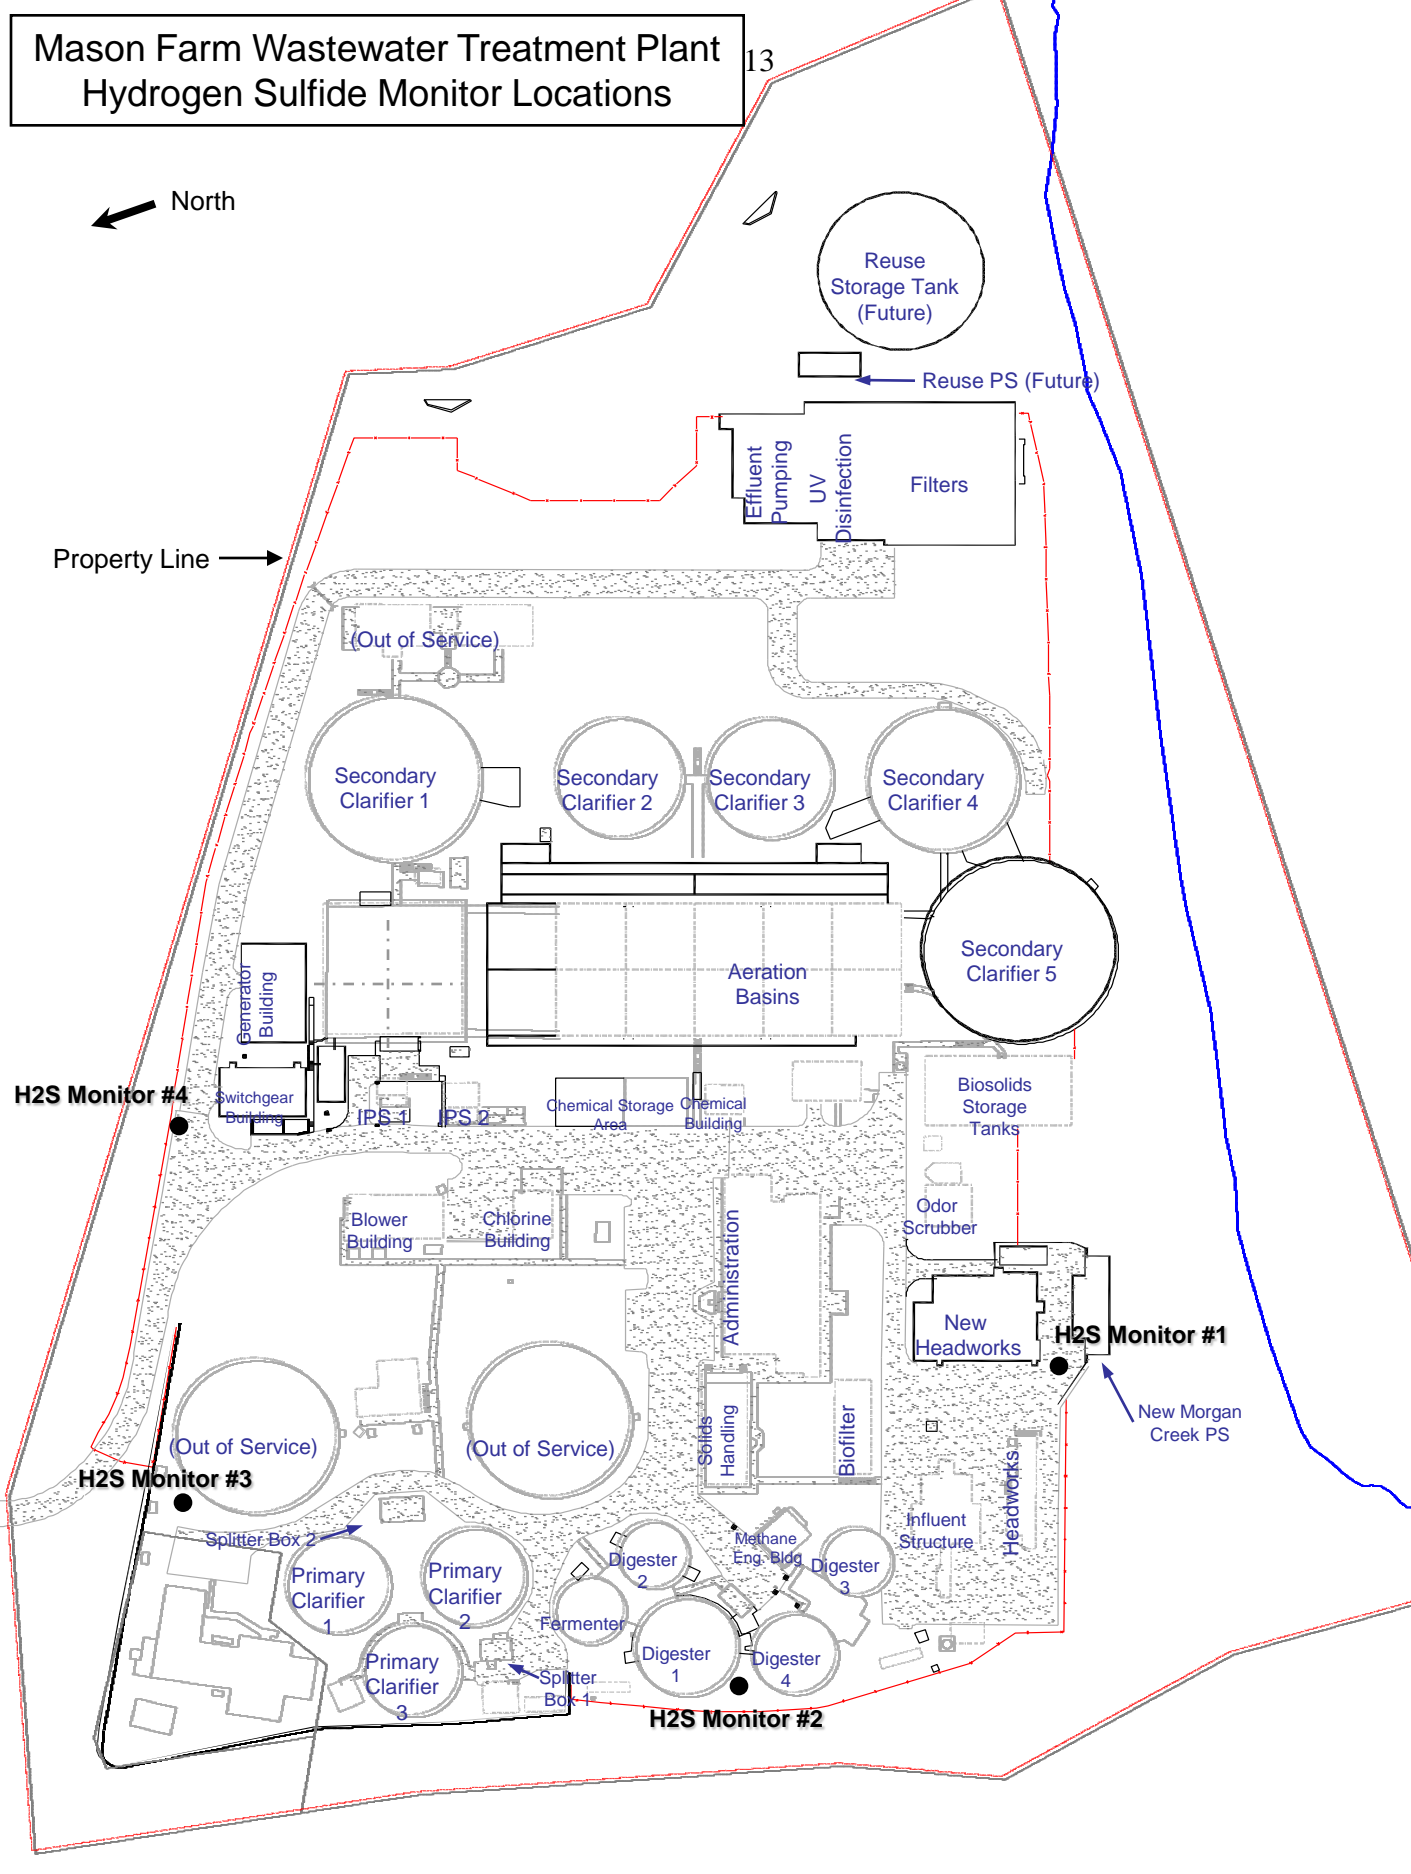 Mason Farm Wastewater Treatment Plant
Hydrogen Sulfide Monitor Locations
13
North
Reuse
Storage Tank
(Future)
Reuse PS (Future)
Effluent
Pumping
UV
Disinfection
Filters
Property Line
(Out of Service)
Secondary
Clarifier 1
Secondary
Clarifier 2
Secondary
Clarifier 3
Secondary
Clarifier 4
Secondary
Clarifier 5
Aeration
Basins
Generator
Building
H2S Monitor #4
Switchgear
Building
IPS 1
IPS 2
Chemical Storage
Area
Chemical
Building
Biosolids
Storage
Tanks
Blower
Building
Chlorine
Building
Administration
Odor
Scrubber
New
Headworks
H2S Monitor #1
New Morgan
Creek PS
(Out of Service)
(Out of Service)
Solids
Handling
Biofilter
Headworks
H2S Monitor #3
Splitter Box 2
Influent
Structure
Methane
Eng. Bldg
Digester
2
Digester
3
Primary
Clarifier
1
Primary
Clarifier
2
Fermenter
Primary
Clarifier
3
Splitter
Box 1
Digester
1
Digester
4
H2S Monitor #2